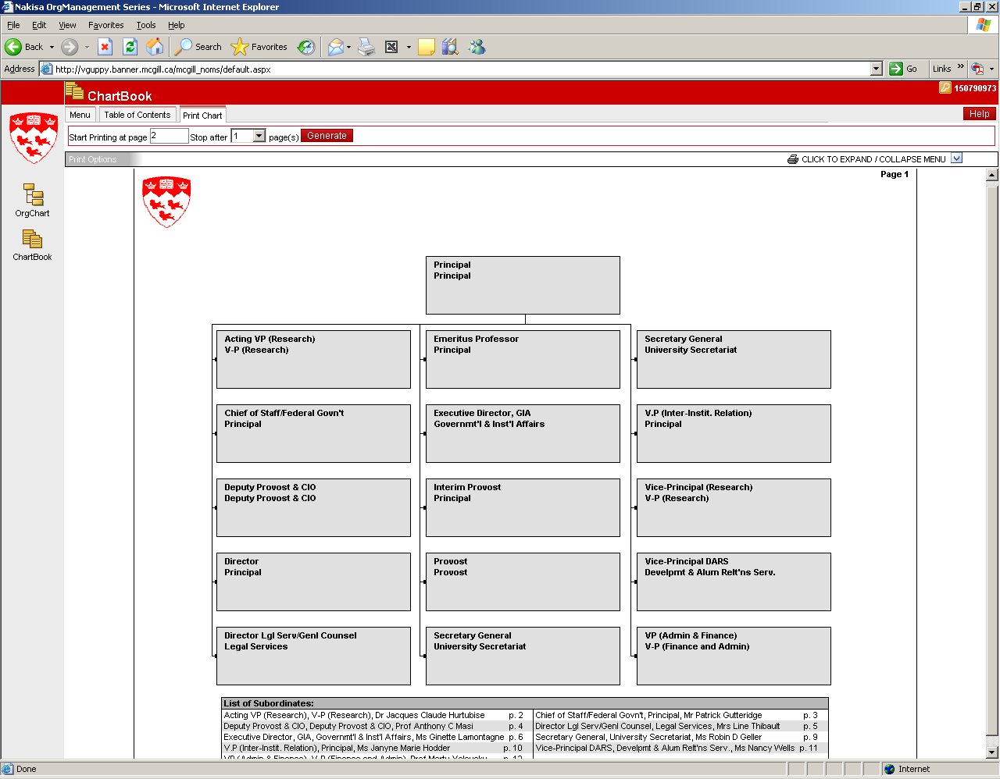 Nakisa OrgManagement Series - Microsoft Internet Explorer
File Edit View Favorites Tools Help
Back Search Favorites
Address http://vguppy.banner.mcgill.ca/mcgill_noms/default.aspx Go Links »
ChartBook 150790973
Menu Table of Contents Print Chart Help
Start Printing at page 2 Stop after 1 page(s) Generate
Print Options CLICK TO EXPAND / COLLAPSE MENU
Page 1
OrgChart
ChartBook
Principal
Principal
Acting VP (Research)
V-P (Research)
Emeritus Professor
Principal
Secretary General
University Secretariat
Chief of Staff/Federal Govn't
Principal
Executive Director, GIA
Governmt'l & Inst'l Affairs
V.P (Inter-Instit. Relation)
Principal
Deputy Provost & CIO
Deputy Provost & CIO
Interim Provost
Principal
Vice-Principal (Research)
V-P (Research)
Director
Principal
Provost
Provost
Vice-Principal DARS
Develpmt & Alum Relt'ns Serv.
Director Lgl Serv/Genl Counsel
Legal Services
Secretary General
University Secretariat
VP (Admin & Finance)
V-P (Finance and Admin)
List of Subordinates:
Acting VP (Research), V-P (Research), Dr Jacques Claude Hurtubise p. 2 Chief of Staff/Federal Govn't, Principal, Mr Patrick Gutteridge p. 3
Deputy Provost & CIO, Deputy Provost & CIO, Prof Anthony C Masi p. 4 Director Lgl Serv/Genl Counsel, Legal Services, Mrs Line Thibault p. 5
Executive Director, GIA, Governmt'l & Inst'l Affairs, Ms Ginette Lamontagne p. 6 Secretary General, University Secretariat, Ms Robin D Geller p. 9
V.P (Inter-Instit. Relation), Principal, Ms Janyne Marie Hodder p. 10 Vice-Principal DARS, Develpmt & Alum Relt'ns Serv., Ms Nancy Wells p. 11
VP (Admin & Finance), V-P (Finance and Admin), Prof Morty Yalovsky p. 12
Done Internet